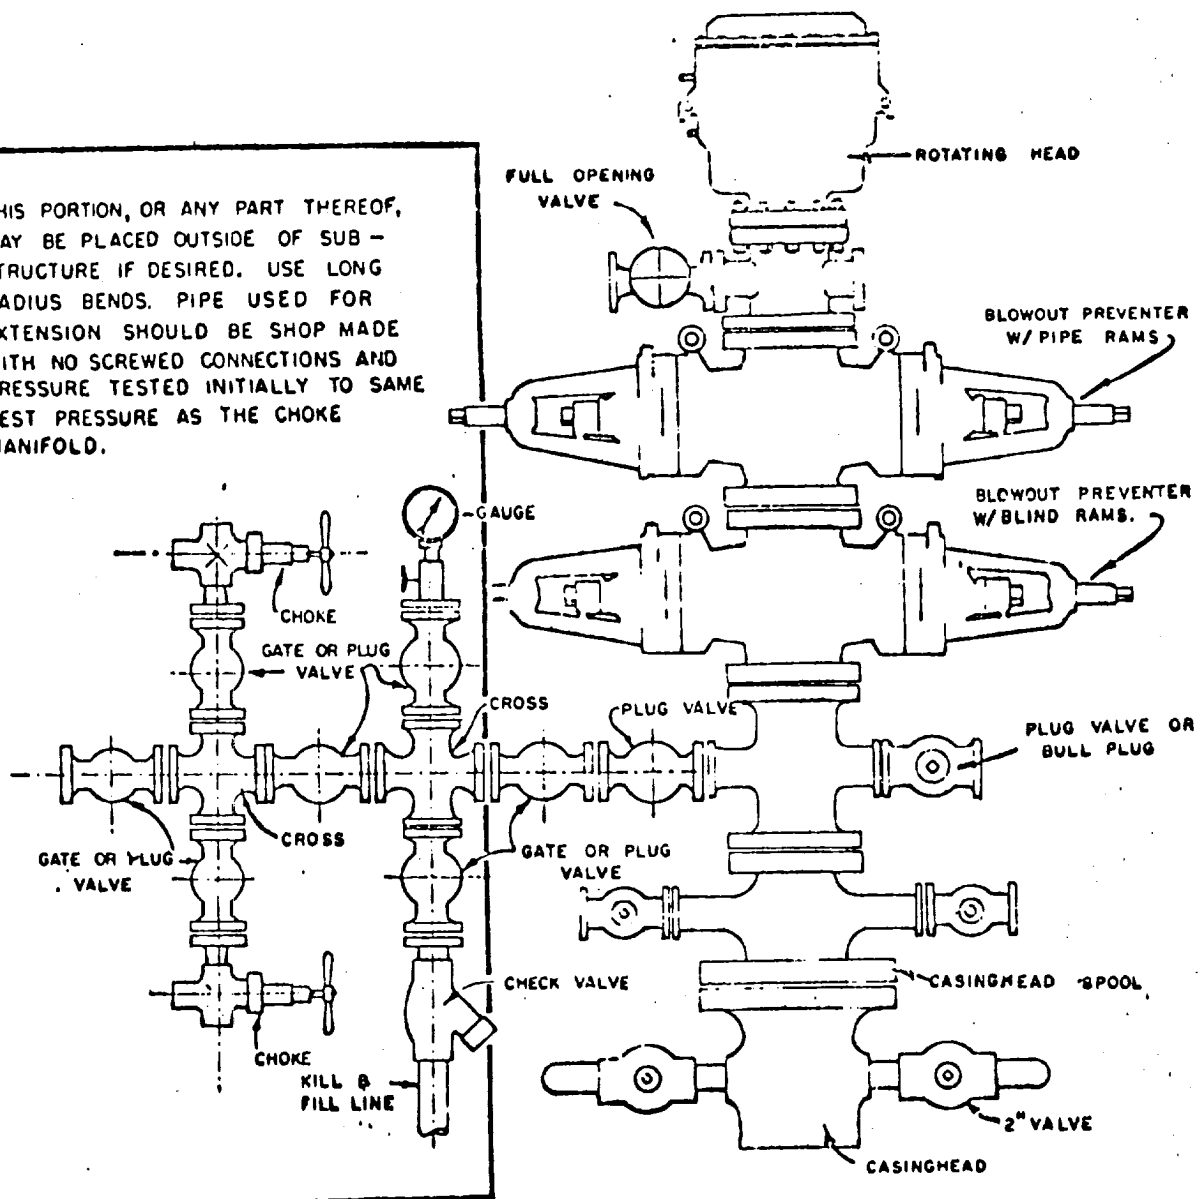 HIS PORTION, OR ANY PART THEREOF,
AY BE PLACED OUTSIDE OF SUB-
TRUCTURE IF DESIRED. USE LONG
ADIUS BENDS. PIPE USED FOR
XTENSION SHOULD BE SHOP MADE
ITH NO SCREWED CONNECTIONS AND
RESSURE TESTED INITIALLY TO SAME
EST PRESSURE AS THE CHOKE
ANIFOLD.
FULL OPENING
VALVE
ROTATING HEAD
BLOWOUT PREVENTER
W/PIPE RAMS
BLOWOUT PREVENTER
W/BLIND RAMS.
GAUGE
CHOKE
GATE OR PLUG
VALVE
CROSS
PLUG VALVE
PLUG VALVE OR
BULL PLUG
CROSS
GATE OR PLUG
VALVE
GATE OR PLUG
VALVE
CHECK VALVE
CASINGHEAD SPOOL
CHOKE
KILL &
FILL LINE
2" VALVE
CASINGHEAD